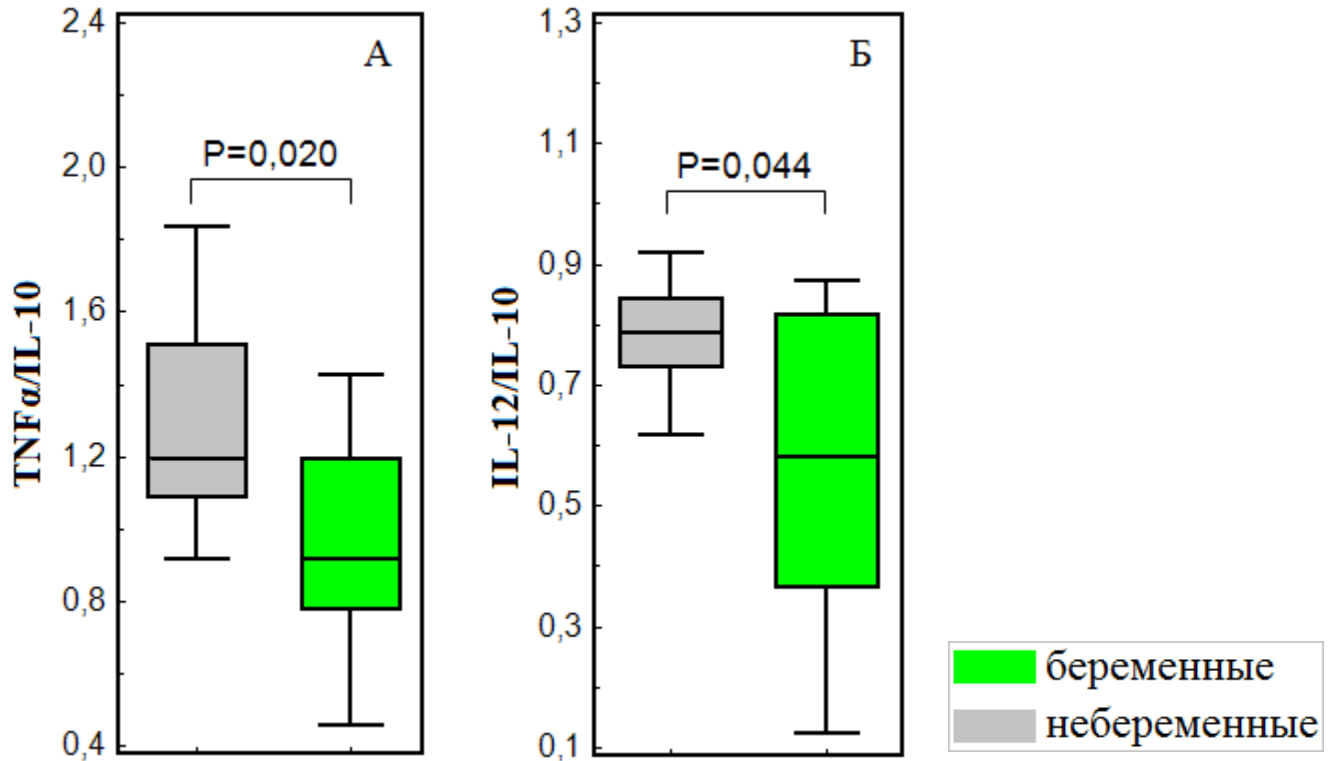 А
P=0,020
2,4
2,0
1,6
1,2
0,8
0,4
TNFα/IL-10
Б
P=0,044
1,3
1,1
0,9
0,7
0,5
0,3
0,1
IL-12/IL-10
беременные
небеременные